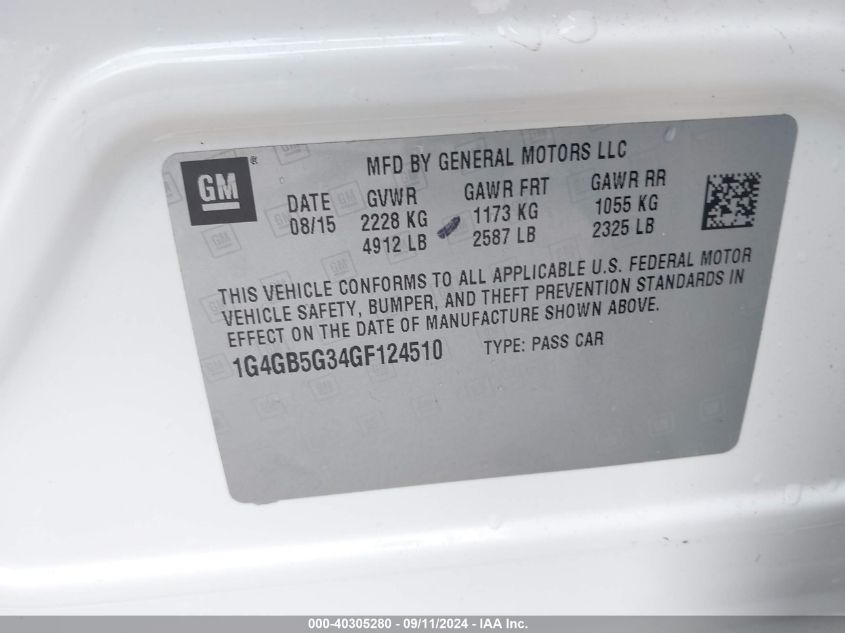 GM ®
MFD BY GENERAL MOTORS LLC
DATE GVWR GAWR FRT GAWR RR
08/15 2228 KG 1173 KG 1055 KG
4912 LB 2587 LB 2325 LB
THIS VEHICLE CONFORMS TO ALL APPLICABLE U.S. FEDERAL MOTOR
VEHICLE SAFETY, BUMPER, AND THEFT PREVENTION STANDARDS IN
EFFECT ON THE DATE OF MANUFACTURE SHOWN ABOVE.
1G4GB5G34GF124510 TYPE: PASS CAR
000-40305280 - 09/11/2024 - IAA Inc.